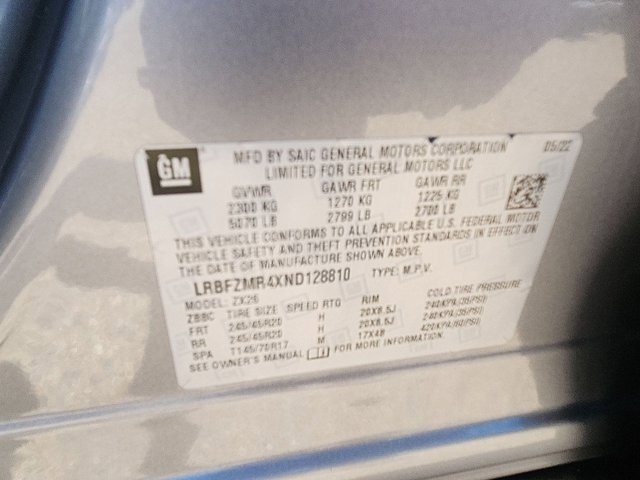 GM
MFD BY SAIC GENERAL MOTORS CORPORATION 05/22
LIMITED FOR GENERAL MOTORS LLC
GVWR GAWR FRT GAWR RR
2300 KG 1270 KG 1225 KG
5070 LB 2799 LB 2700 LB
THIS VEHICLE CONFORMS TO ALL APPLICABLE U.S. FEDERAL MOTOR
VEHICLE SAFETY AND THEFT PREVENTION STANDARDS IN EFFECT ON
THE DATE OF MANUFACTURE SHOWN ABOVE.
LRBFZMR4XND128810 TYPE: M.P.V.
MODEL: ZX26
ZBBC TIRE SIZE SPEED RTG RIM COLD TIRE PRESSURE
FRT 245/45R20 H 20X8.5J 240KPA(35PSI)
RR 245/45R20 H 20X8.5J 240KPA(35PSI)
SPA T145/70R17 M 17X4B 420KPA(60PSI)
SEE OWNER'S MANUAL FOR MORE INFORMATION.